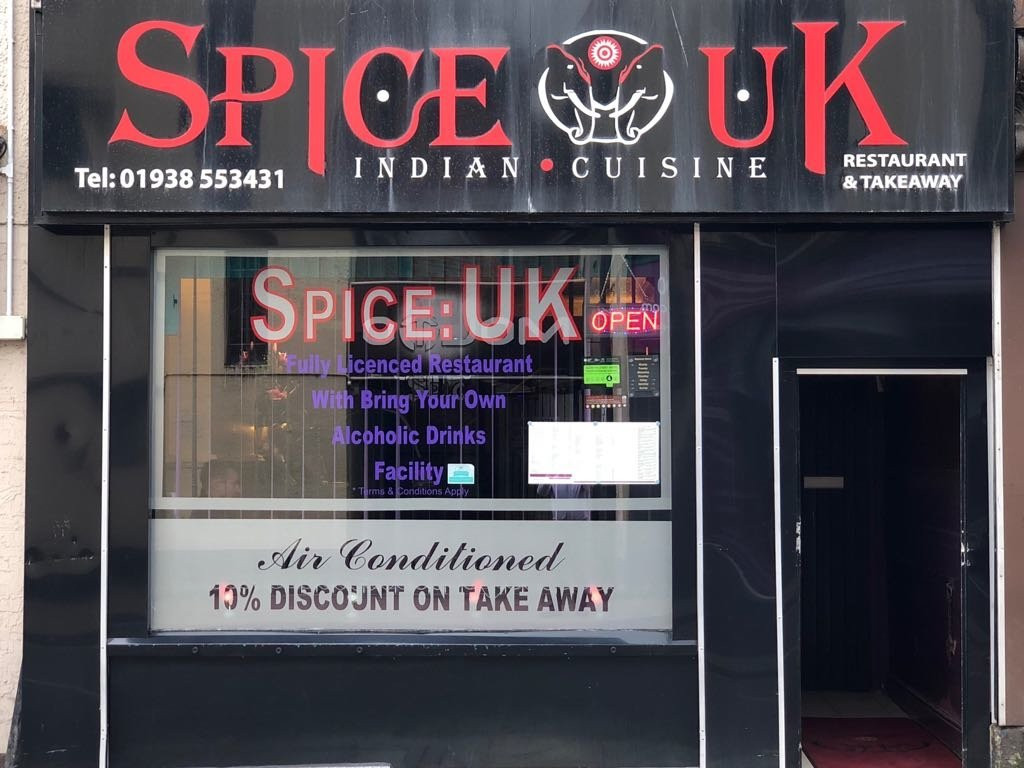 SPICE UK
INDIAN • CUISINE
Tel: 01938 553431
RESTAURANT
& TAKEAWAY
SPICE: UK
OPEN
Fully Licenced Restaurant
With Bring Your Own
Alcoholic Drinks
Facility
* Terms & Conditions Apply
Air Conditioned
10% DISCOUNT ON TAKE AWAY